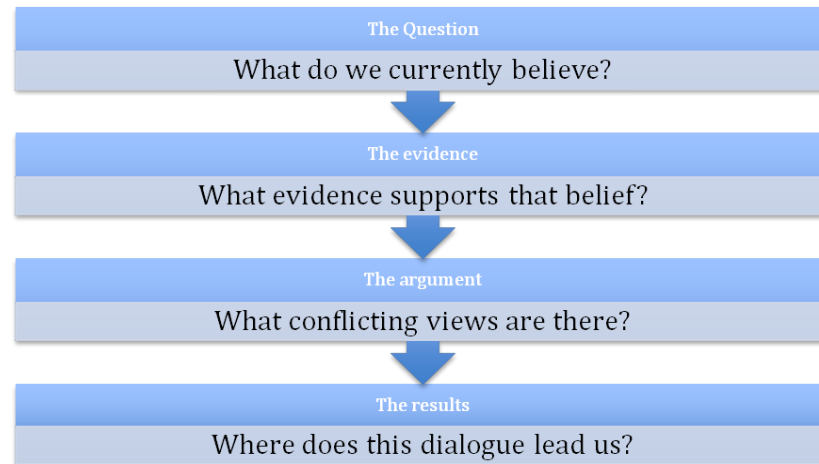 The Question
What do we currently believe?
The evidence
What evidence supports that belief?
The argument
What conflicting views are there?
The results
Where does this dialogue lead us?